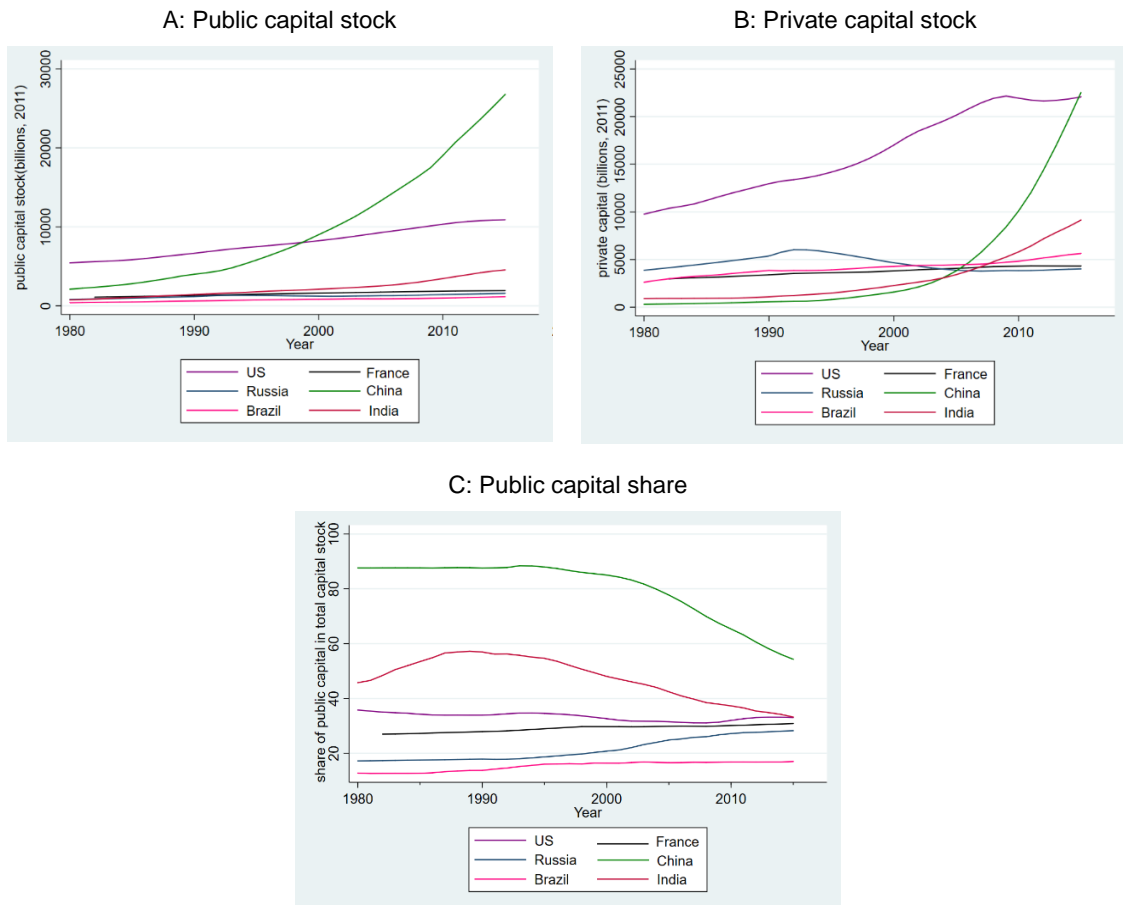 A: Public capital stock
public capital stock(billions, 2011)
30000
20000
10000
0
1980
1990
2000
2010
Year
US
France
Russia
China
Brazil
India
B: Private capital stock
private capital (billions, 2011)
25000
20000
15000
10000
5000
0
1980
1990
2000
2010
Year
US
France
Russia
China
Brazil
India
C: Public capital share
share of public capital in total capital stock
100
80
60
40
20
1980
1990
2000
2010
Year
US
France
Russia
China
Brazil
India